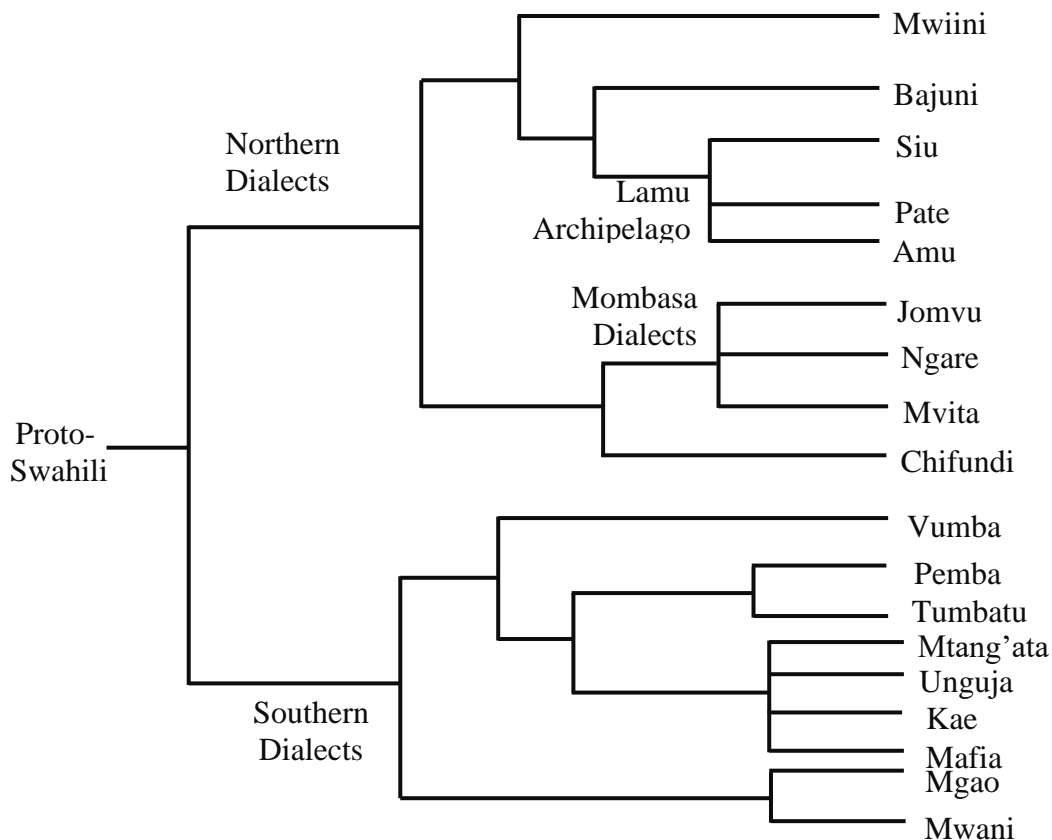 Mwiini
Bajuni
Northern
Dialects
Siu
Lamu
Archipelago
Pate
Amu
Mombasa
Dialects
Jomvu
Ngare
Mvita
Proto-
Swahili
Chifundi
Vumba
Pemba
Tumbatu
Mtang’ata
Unguja
Southern
Dialects
Kae
Mafia
Mgao
Mwani